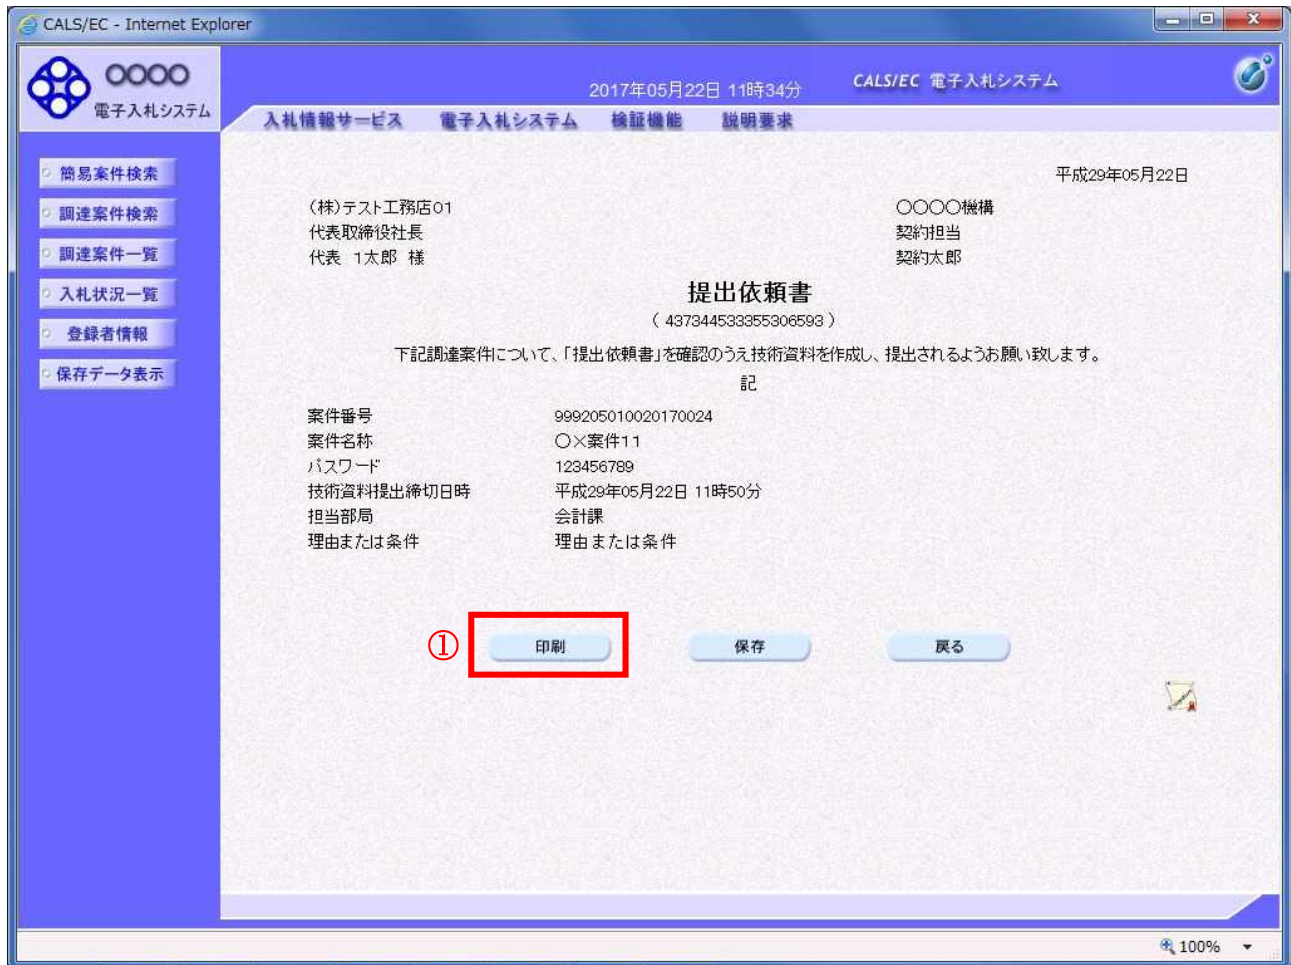 CALS/EC - Internet Explorer
○○○○
電子入札システム
2017年05月22日 11時34分
CALS/EC 電子入札システム
入札情報サービス 電子入札システム 検証機能 説明要求
簡易案件検索
調達案件検索
調達案件一覧
入札状況一覧
登録者情報
保存データ表示
平成29年05月22日
(株)テスト工務店01
代表取締役社長
代表 1太郎 様
○○○○機構
契約担当
契約太郎
提出依頼書
( 437344533355306593 )
下記調達案件について、「提出依頼書」を確認のうえ技術資料を作成し、提出されるようお願い致します。
記
案件番号 999205010020170024
案件名称 ○×案件11
パスワード 123456789
技術資料提出締切日時 平成29年05月22日 11時50分
担当部局 会計課
理由または条件 理由または条件
① 印刷 保存 戻る
100%